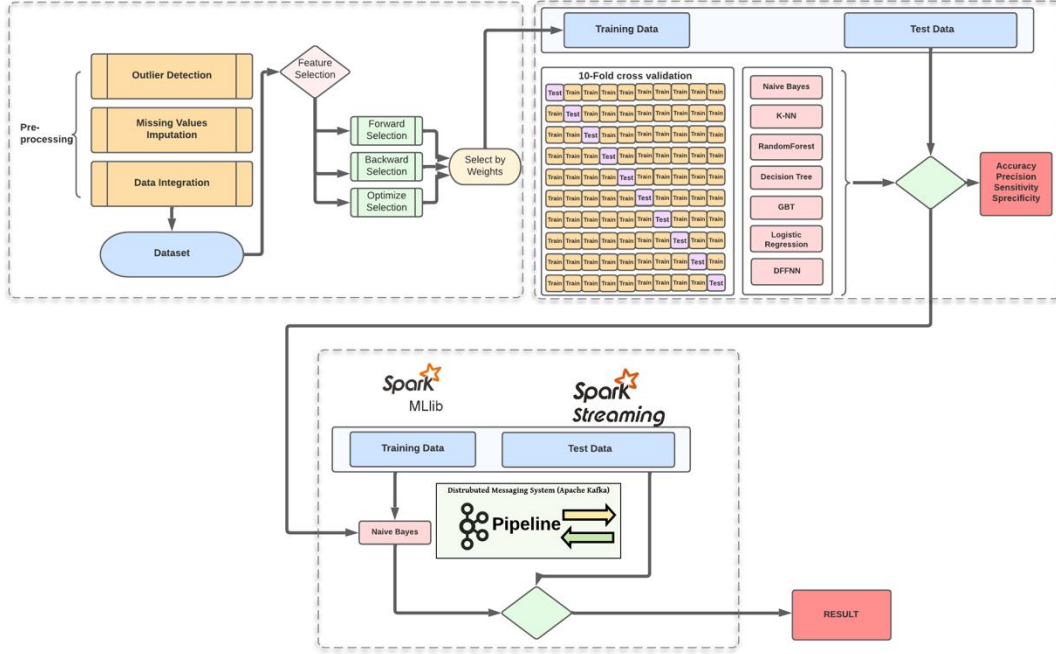 Pre-
processing
Outlier Detection
Missing Values
Imputation
Data Integration
Dataset
Feature
Selection
Forward
Selection
Backward
Selection
Optimize
Selection
Select by
Weights
Training Data
Test Data
10-Fold cross validation
Test Train Train Train Train Train Train Train Train Train
Train Test Train Train Train Train Train Train Train Train
Train Train Test Train Train Train Train Train Train Train
Train Train Train Test Train Train Train Train Train Train
Train Train Train Train Test Train Train Train Train Train
Train Train Train Train Train Test Train Train Train Train
Train Train Train Train Train Train Test Train Train Train
Train Train Train Train Train Train Train Test Train Train
Train Train Train Train Train Train Train Train Test Train
Train Train Train Train Train Train Train Train Train Test
Naive Bayes
K-NN
RandomForest
Decision Tree
GBT
Logistic
Regression
DFFNN
Accuracy
Precision
Sensitivity
Sprecificity
Spark
MLlib
Spark
Streaming
Training Data
Test Data
Distrubuted Messaging System (Apache Kafka)
Pipeline
Naive Bayes
RESULT